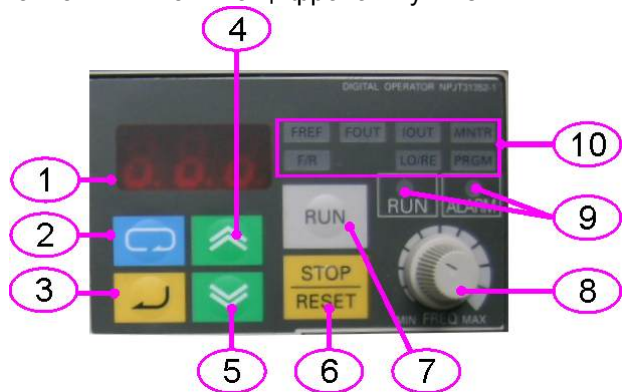 4
DIGITAL OPERATOR NPJT31352-1
FREF FOUT IOUT MNTR
10
F/R LO/RE PRGM
1
RUN ALARM
9
2
RUN
3
STOP
RESET
8
MIN FREQ MAX
5
6
7